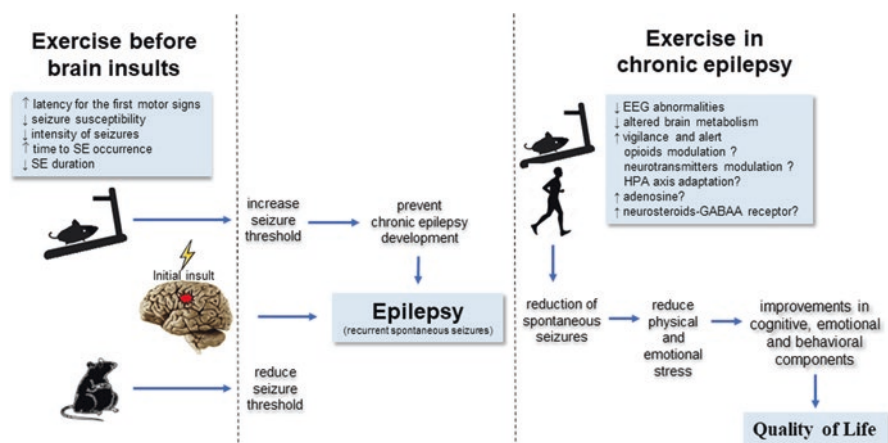 Exercise before
brain insults
↑ latency for the first motor signs
↓ seizure susceptibility
↓ intensity of seizures
↑ time to SE occurrence
↓ SE duration
increase
seizure
threshold
prevent
chronic epilepsy
development
Initial insult
Epilepsy
(recurrent spontaneous seizures)
reduce
seizure
threshold
Exercise in
chronic epilepsy
↓ EEG abnormalities
↓ altered brain metabolism
↑ vigilance and alert
opioids modulation ?
neurotransmitters modulation ?
HPA axis adaptation?
↑ adenosine?
↑ neurosteroids-GABAA receptor?
reduction of
spontaneous
seizures
reduce
physical
and
emotional
stress
improvements in
cognitive, emotional
and behavioral
components
Quality of Life